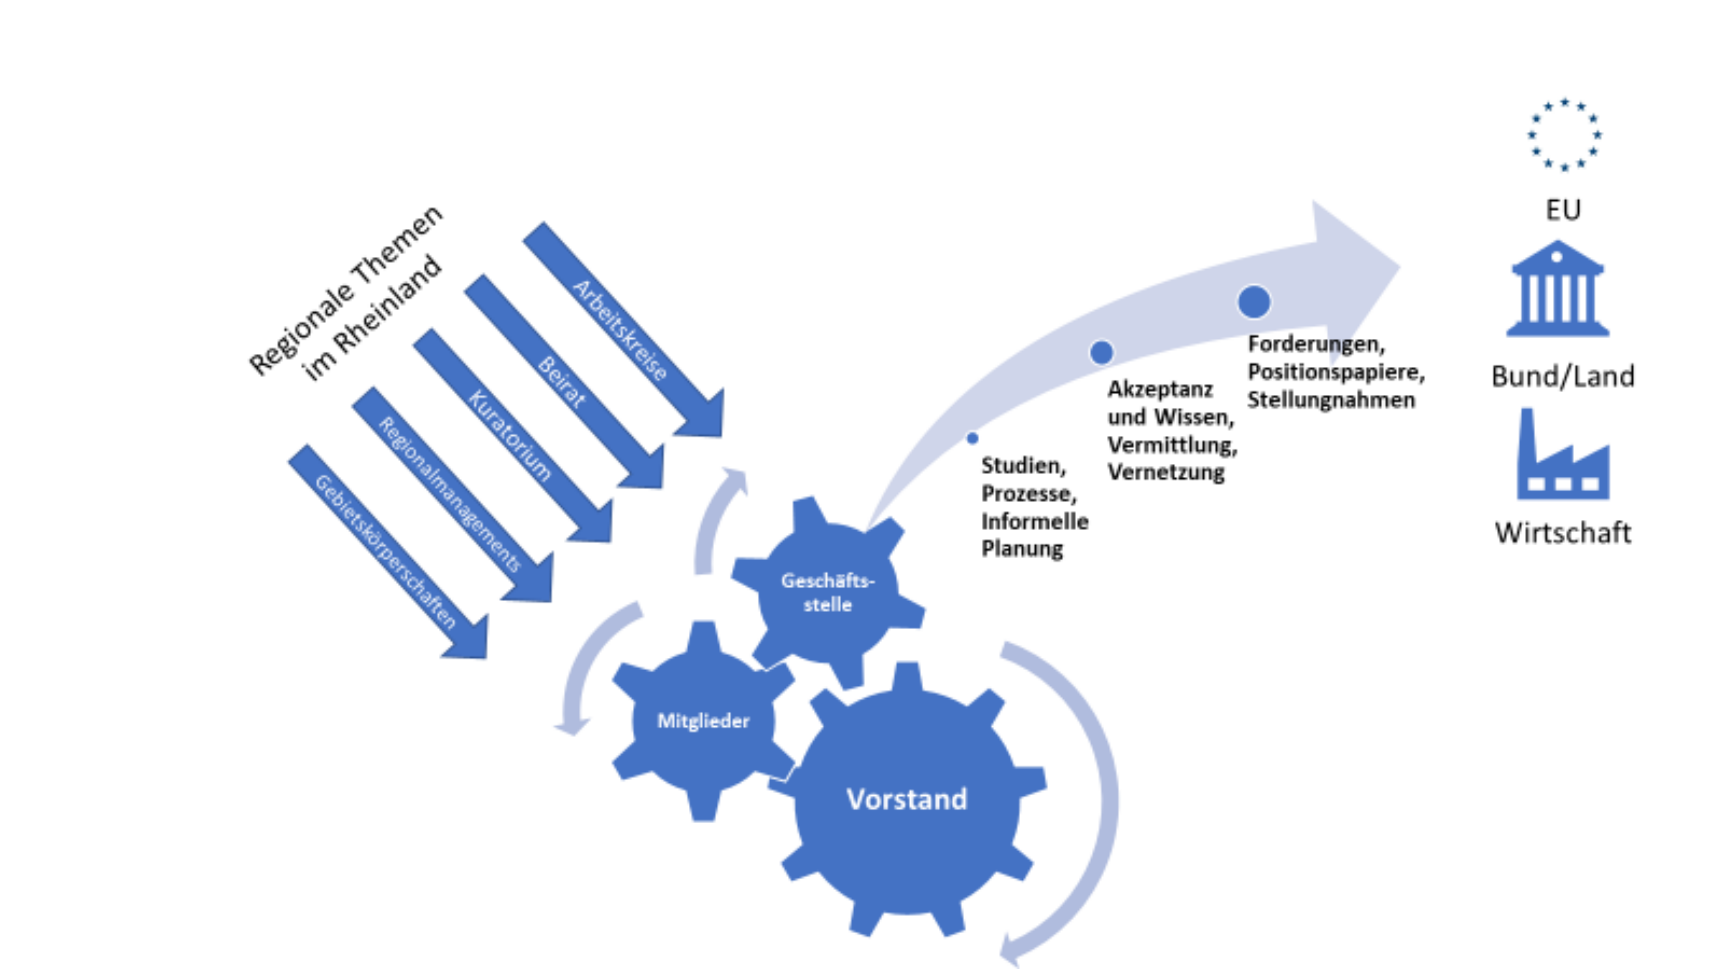 Regionale Themen
im Rheinland
Arbeitskreise
Beirat
Kuratorium
Regionalmanagements
Gebietskörperschaften
Geschäfts-
stelle
Mitglieder
Vorstand
Studien,
Prozesse,
Informelle
Planung
Akzeptanz
und Wissen,
Vermittlung,
Vernetzung
Forderungen,
Positionspapiere,
Stellungnahmen
EU
Bund/Land
Wirtschaft